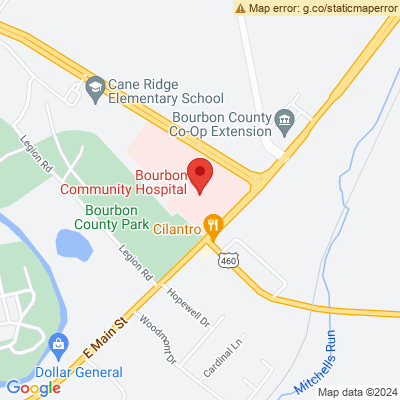 Map error: g.co/staticmaperror
Cane Ridge
Elementary School
Bourbon County
Co-Op Extension
Legion Rd
Bourbon
Community Hospital
Bourbon
County Park
Cilantro
460
Legion Rd
Hopewell Dr
E Main St
Woodmont Dr
Cardinal Ln
Mitchells Run
Dollar General
Google
Map data ©2024